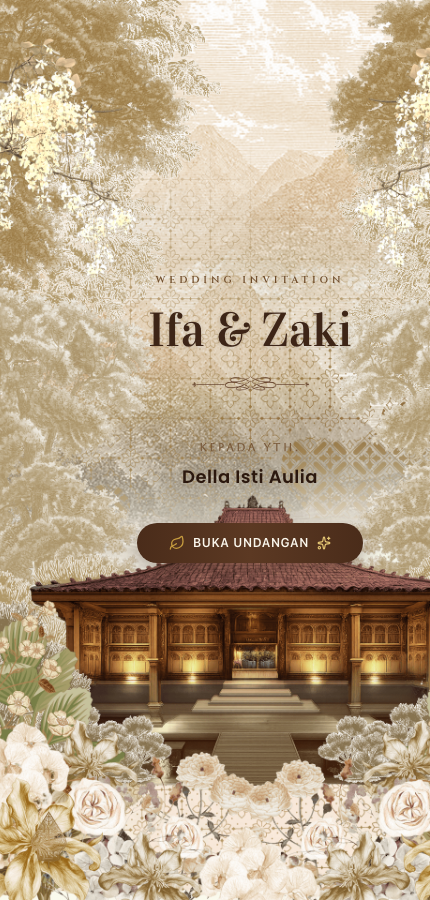 WEDDING INVITATION
Ifa & Zaki
KEPADA YTH
Della Isti Aulia
BUKA UNDANGAN